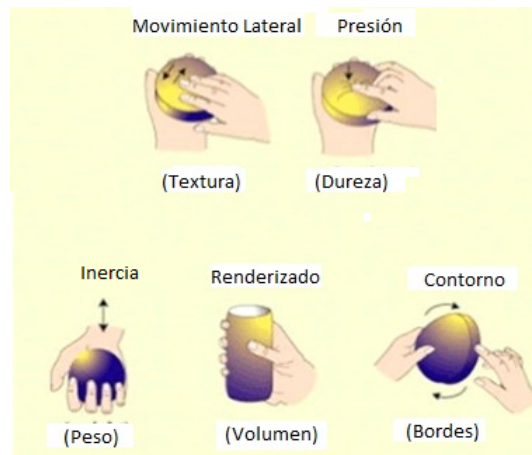 Movimiento Lateral
Presión
(Textura)
(Dureza)
Inercia
Renderizado
Contorno
(Peso)
(Volumen)
(Bordes)